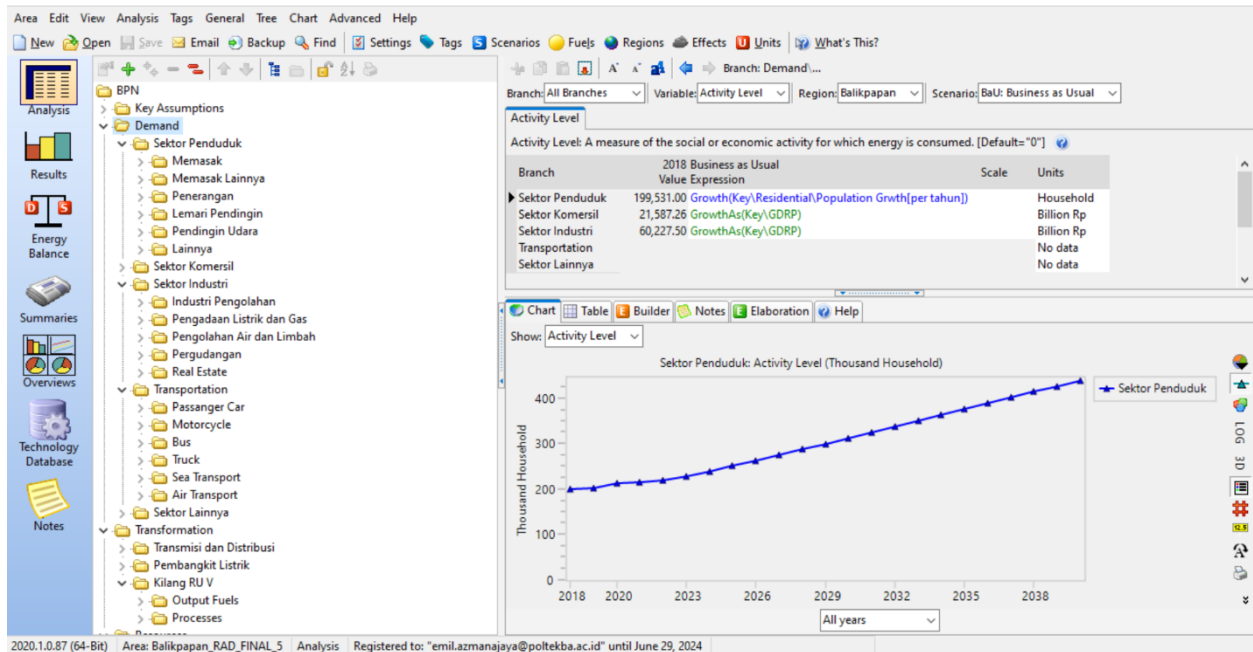 Area Edit View Analysis Tags General Tree Chart Advanced Help
New Open Save Email Backup Find Settings Tags Scenarios Fuels Regions Effects Units What's This?
Analysis
Results
Energy
Balance
Summaries
Overviews
Technology
Database
Notes
BPN
Key Assumptions
Demand
Sektor Penduduk
Memasak
Memasak Lainnya
Penerangan
Lemari Pendingin
Pendingin Udara
Lainnya
Sektor Komersil
Sektor Industri
Industri Pengolahan
Pengadaan Listrik dan Gas
Pengolahan Air dan Limbah
Pergudangan
Real Estate
Transportation
Passanger Car
Motorcycle
Bus
Truck
Sea Transport
Air Transport
Sektor Lainnya
Transformation
Transmisi dan Distribusi
Pembangkit Listrik
Kilang RU V
Output Fuels
Processes
Branch: Demand\...
Branch: All Branches Variable: Activity Level Region: Balikpapan Scenario: BaU: Business as Usual
Activity Level
Activity Level: A measure of the social or economic activity for which energy is consumed. [Default="0"]
Branch 2018 Value Business as Usual Expression Scale Units
Sektor Penduduk 199,531.00 Growth(Key\Residential\Population Grwth[per tahun]) Household
Sektor Komersil 21,587.26 GrowthAs(Key\GDRP) Billion Rp
Sektor Industri 60,227.50 GrowthAs(Key\GDRP) Billion Rp
Transportation No data
Sektor Lainnya No data
Chart Table Builder Notes Elaboration Help
Show: Activity Level
Sektor Penduduk: Activity Level (Thousand Household)
Sektor Penduduk
Thousand Household
400
300
200
100
0
2018 2020 2023 2026 2029 2032 2035 2038
All years
LOG
3D
12.5
2020.1.0.87 (64-Bit) Area: Balikpapan_RAD_FINAL_5 Analysis Registered to: "emil.azmanajaya@poltekba.ac.id" until June 29, 2024